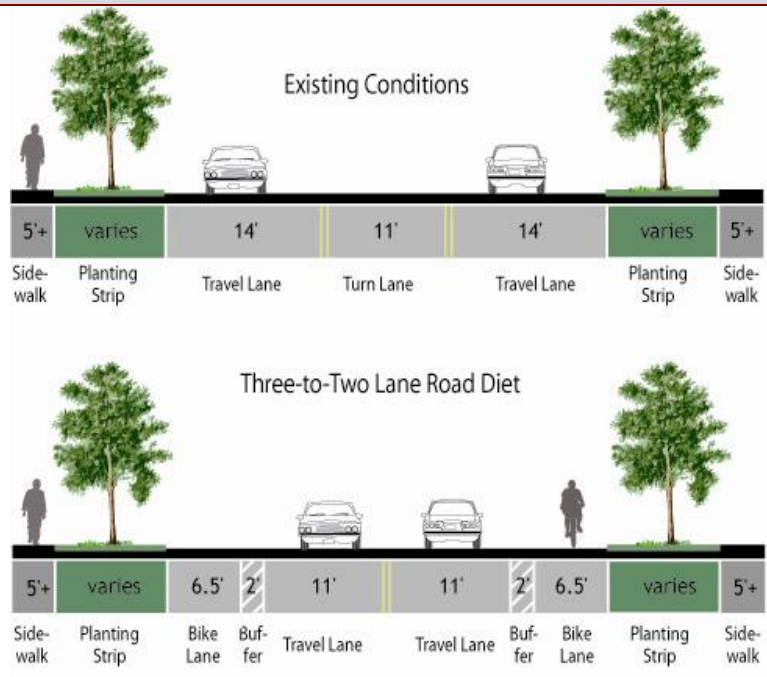 Existing Conditions
5'+ varies 14' 11' 14' varies 5'+
Side-
walk
Planting
Strip
Travel Lane
Turn Lane
Travel Lane
Planting
Strip
Side-
walk
Three-to-Two Lane Road Diet
5'+ varies 6.5' 2' 11' 11' 2' 6.5' varies 5'+
Side-
walk
Planting
Strip
Bike
Lane
Buf-
fer
Travel Lane
Travel Lane
Buf-
fer
Bike
Lane
Planting
Strip
Side-
walk